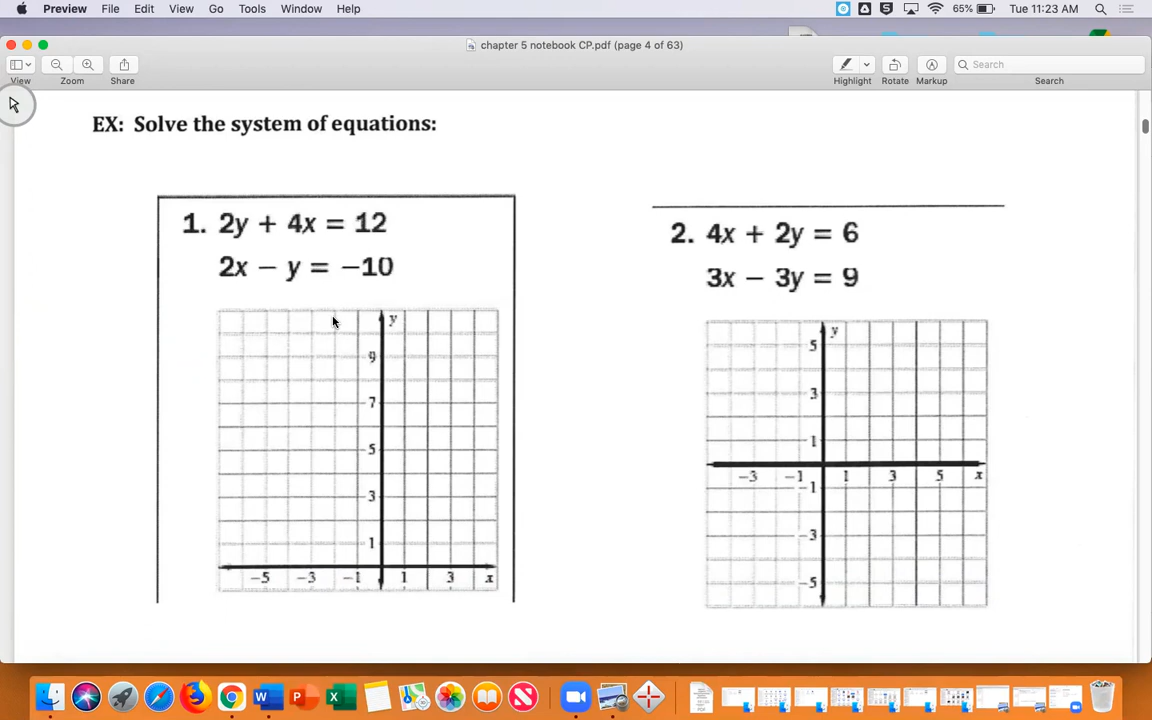 Preview File Edit View Go Tools Window Help 65% Tue 11:23 AM
chapter 5 notebook CP.pdf (page 4 of 63)
Search
View Zoom Share Highlight Rotate Markup Search
EX: Solve the system of equations:
1. 2y + 4x = 12
2x − y = −10
y
9
7
5
3
1
−5 −3 −1 1 3 x
2. 4x + 2y = 6
3x − 3y = 9
y
5
3
1
−3 −1 1 3 5 x
−1
−3
−5